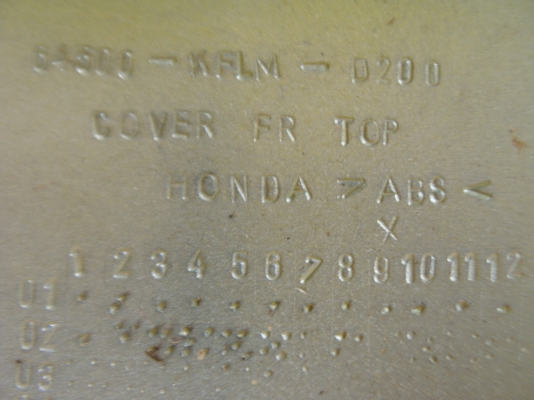 64500-KFLM-D200
COVER FR TOP
HONDA >ABS<
X
1 2 3 4 5 6 7 8 9 10 11 12
01
02
03